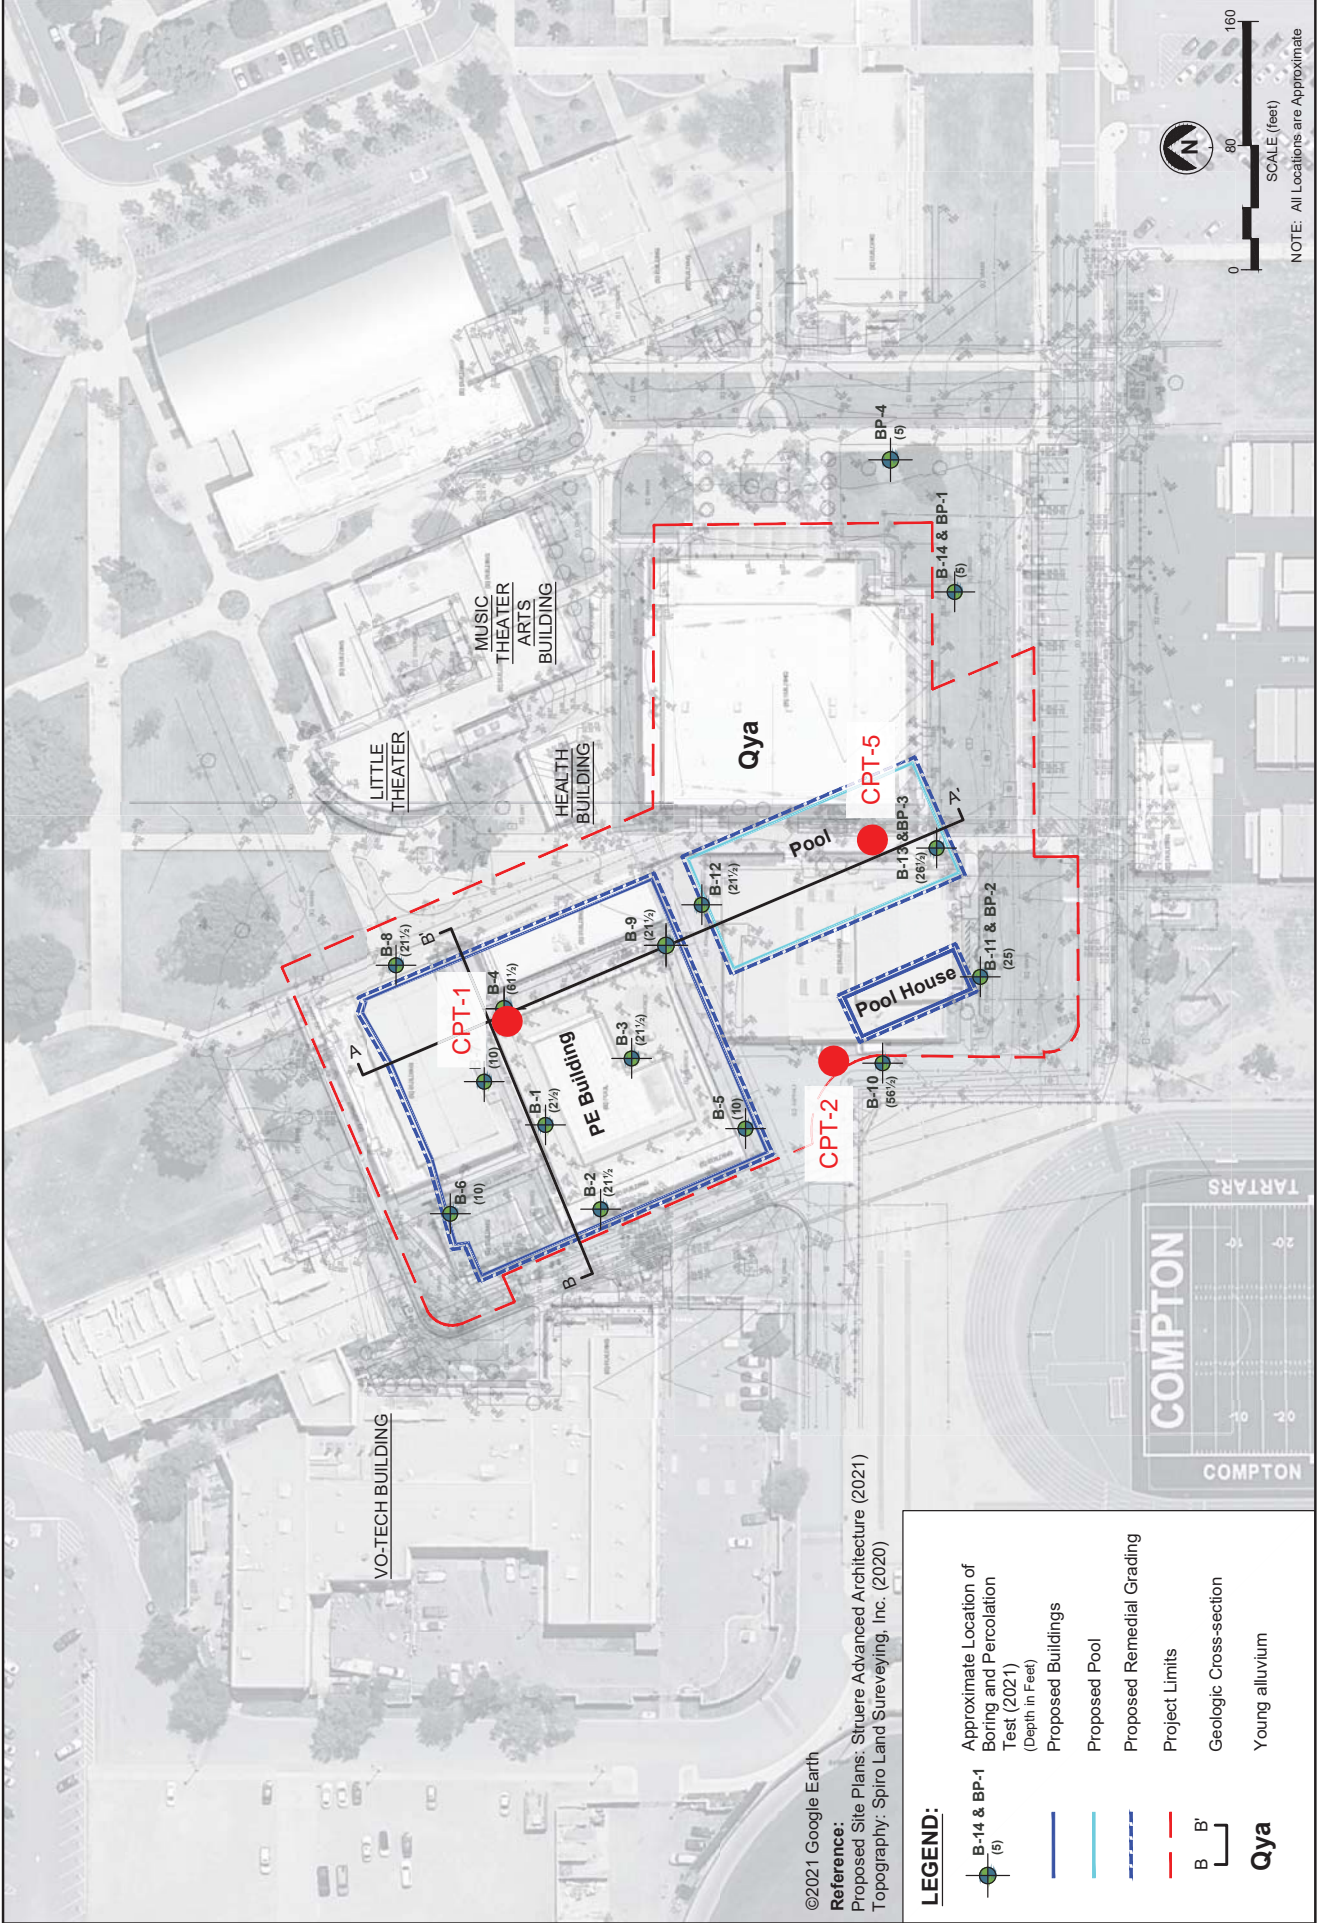 VO-TECH BUILDING
LITTLE
THEATER
MUSIC
THEATER
ARTS
BUILDING
HEALTH
BUILDING
A
B-8
(21½)
B'
CPT-1
B-4
(61½)
(10)
B-6
(10)
B-1
(2½)
PE Building
B-3
(21½)
B-2
(21½
B
B-5
(10)
B-9
(21½)
B-12
(21½)
Pool
Qya
CPT-5
B-13 &BP-3
(26½)
CPT-2
B-10
(56½)
Pool House
B-11 & BP-2
(25)
B-14 & BP-1
(5)
BP-4
(5)
N
0
80
160
SCALE (feet)
NOTE: All Locations are Approximate
COMPTON
COMPTON
TARTARS
10
20
10
20
©2021 Google Earth
Reference:
Proposed Site Plans: Struere Advanced Architecture (2021)
Topography: Spiro Land Sureveying, Inc. (2020)
LEGEND:
B-14 & BP-1
(5)
Approximate Location of
Boring and Percolation
Test (2021)
(Depth in Feet)
Proposed Buildings
Proposed Pool
Proposed Remedial Grading
Project Limits
B B'
Geologic Cross-section
Qya
Young alluvium